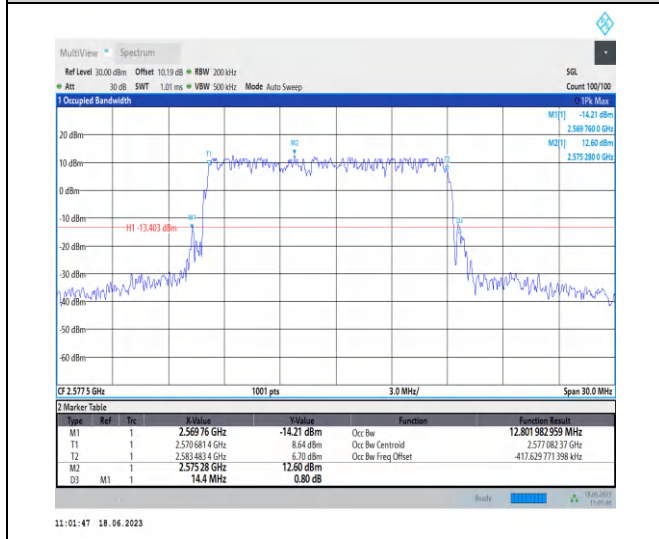 MultiView Spectrum
Ref Level 30.00 dBm Offset 10.19 dB RBW 200 kHz SGL
Att 30 dB SWT 1.01 ms VBW 500 kHz Mode Auto Sweep Count 100/100
1 Occupied Bandwidth 1Pk Max
M1[1] -14.21 dBm
2.569 760 0 GHz
M2[1] 12.60 dBm
2.575 280 0 GHz
20 dBm
M2
T1
T2
10 dBm
0 dBm
-10 dBm
M1
D3
H1 -13.403 dBm
-20 dBm
-30 dBm
-40 dBm
-50 dBm
-60 dBm
CF 2.577 5 GHz 1001 pts 3.0 MHz/ Span 30.0 MHz
2 Marker Table
Type Ref Trc X-Value Y-Value Function Function Result
M1 1 2.569 76 GHz -14.21 dBm Occ Bw 12.801 982 959 MHz
T1 1 2.570 681 4 GHz 8.64 dBm Occ Bw Centroid 2.577 082 37 GHz
T2 1 2.583 483 4 GHz 6.70 dBm Occ Bw Freq Offset -417.629 771 398 kHz
M2 1 2.575 28 GHz 12.60 dBm
D3 M1 1 14.4 MHz 0.80 dB
Ready 18.06.2023
11:01:46
11:01:47 18.06.2023